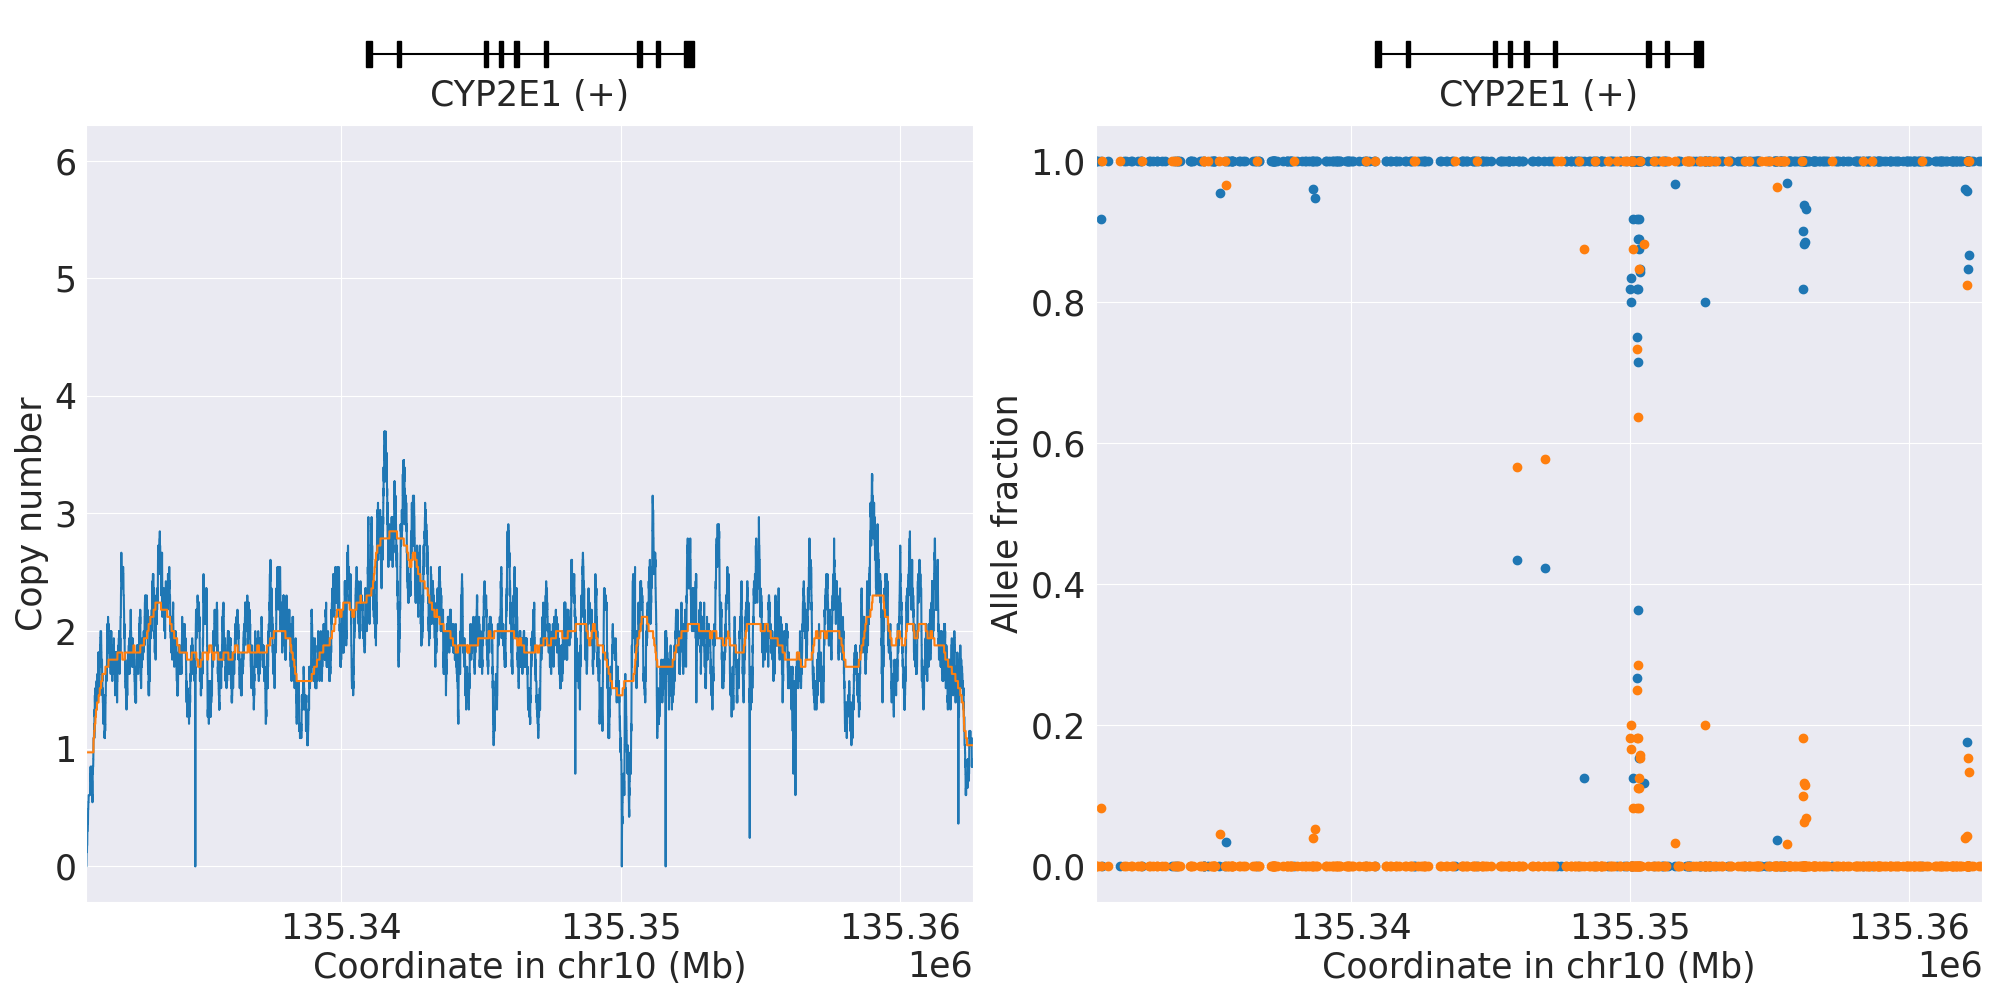 CYP2E1 (+)
6
5
4
3
2
1
0
Copy number
135.34
135.35
135.36
Coordinate in chr10 (Mb)
1e6
CYP2E1 (+)
1.0
0.8
0.6
0.4
0.2
0.0
Allele fraction
135.34
135.35
135.36
Coordinate in chr10 (Mb)
1e6